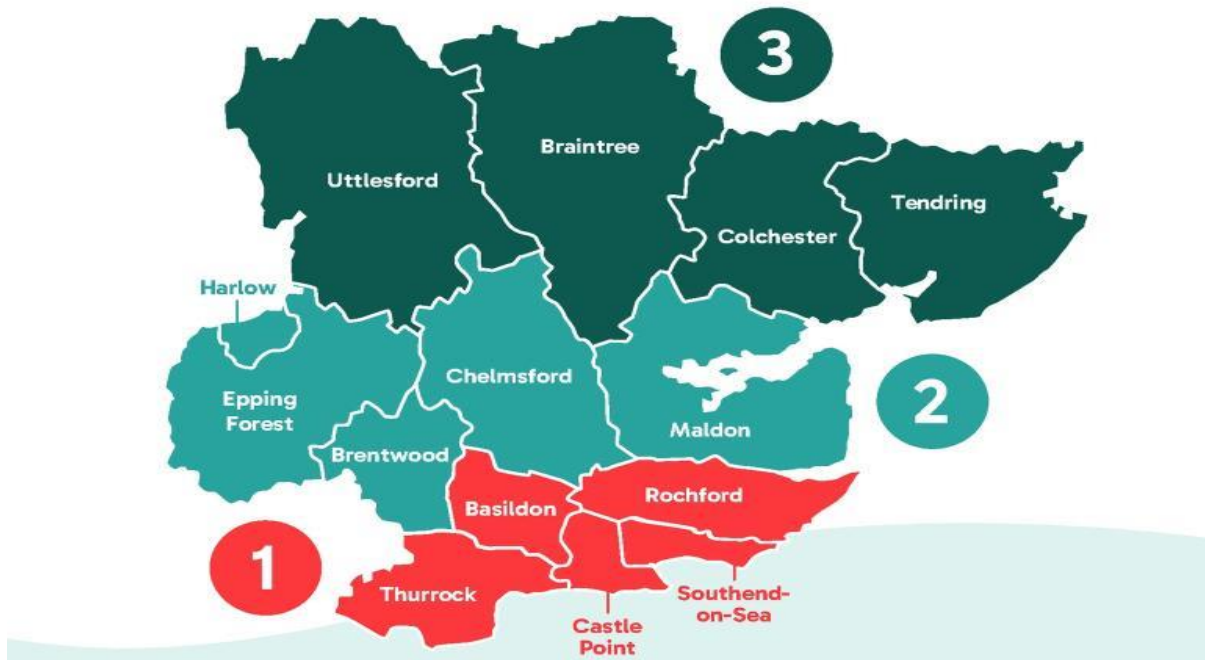 3
Braintree
Uttlesford
Tendring
Colchester
Harlow
Chelmsford
Epping
Forest
2
Maldon
Brentwood
Rochford
Basildon
1
Thurrock
Southend-
on-Sea
Castle
Point